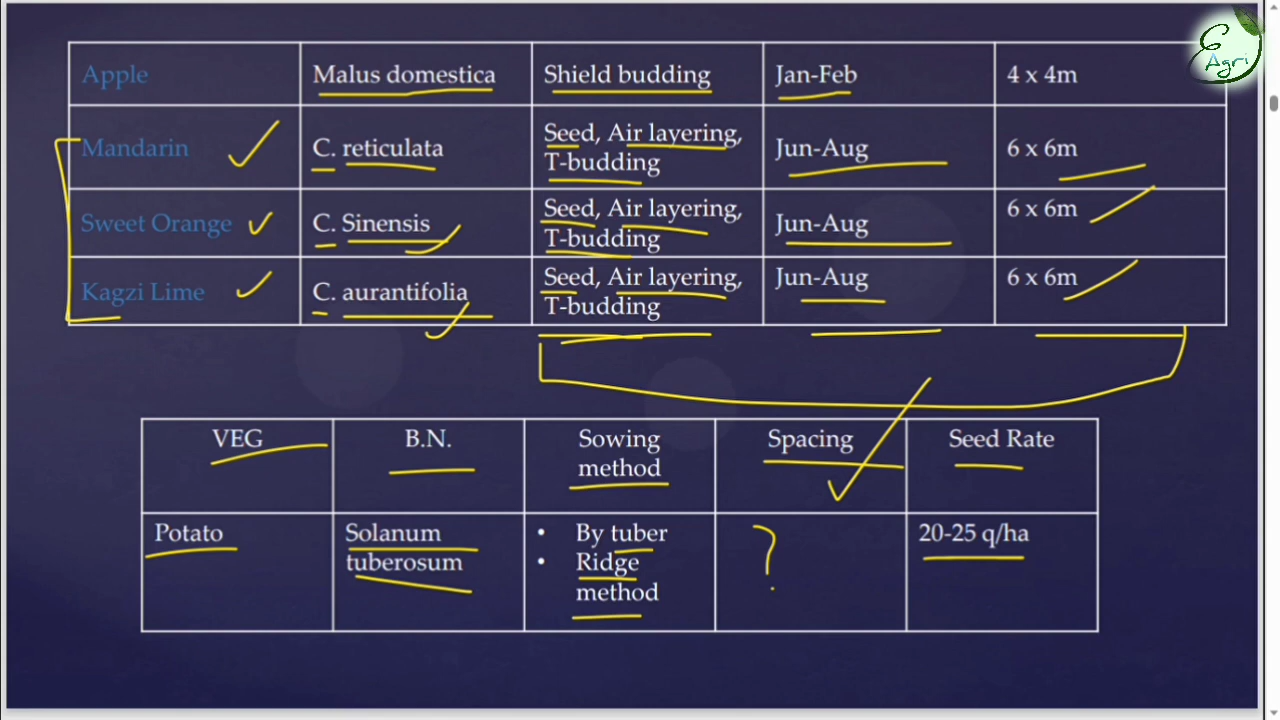 E Agri
Apple
Malus domestica
Shield budding
Jan-Feb
4 x 4m
Mandarin
C. reticulata
Seed, Air layering,
T-budding
Jun-Aug
6 x 6m
Sweet Orange
C. Sinensis
Seed, Air layering,
T-budding
Jun-Aug
6 x 6m
Kagzi Lime
C. aurantifolia
Seed, Air layering,
T-budding
Jun-Aug
6 x 6m
VEG
B.N.
Sowing
method
Spacing
Seed Rate
Potato
Solanum
tuberosum
• By tuber
• Ridge
method
?
20-25 q/ha